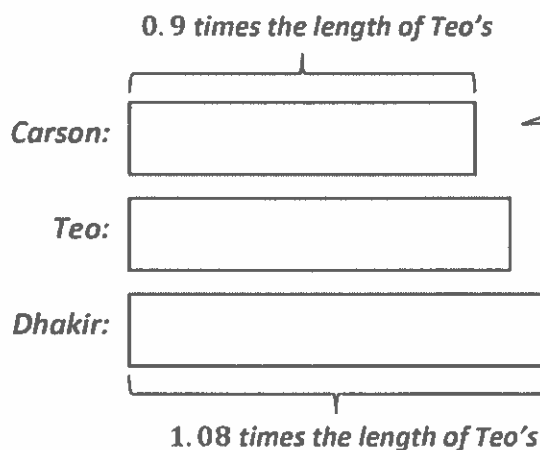 0.9 times the length of Teo's
Carson:
Teo:
Dhakir:
1.08 times the length of Teo's